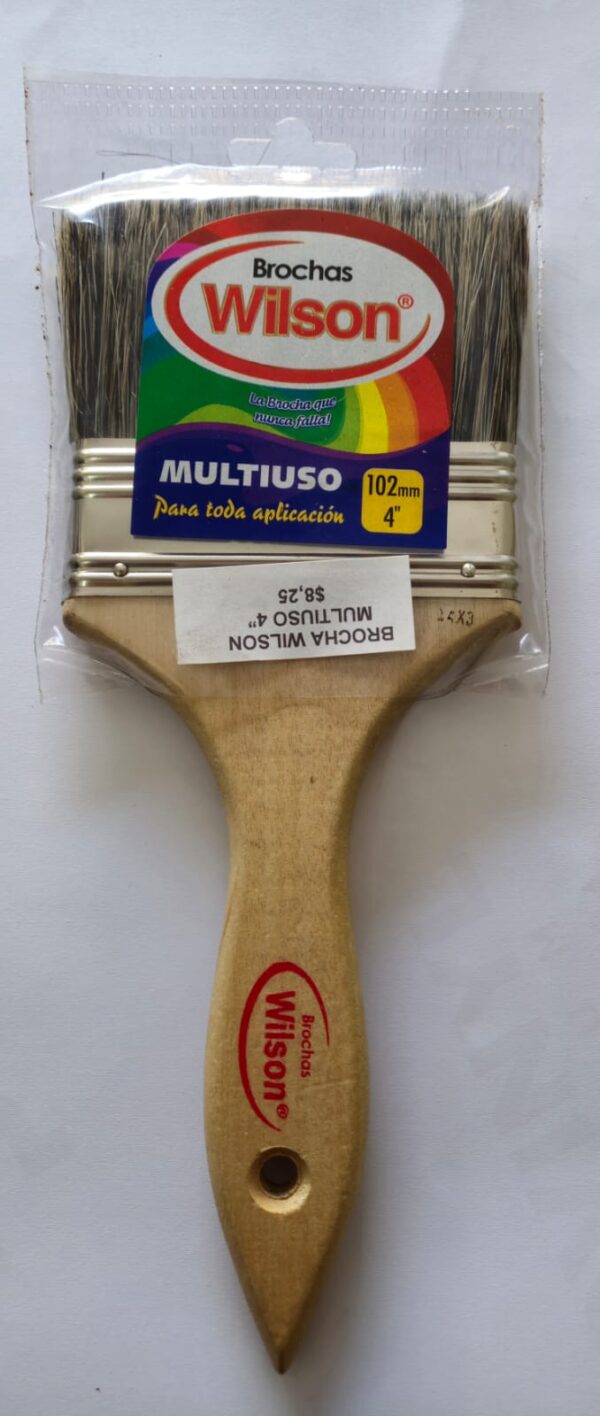 Brochas
Wilson®
La Brocha que
nunca falla!
MULTIUSO
Para toda aplicación
102mm
4"
BROCHA WILSON
MULTIUSO 4"
$8,25
Brochas
Wilson®